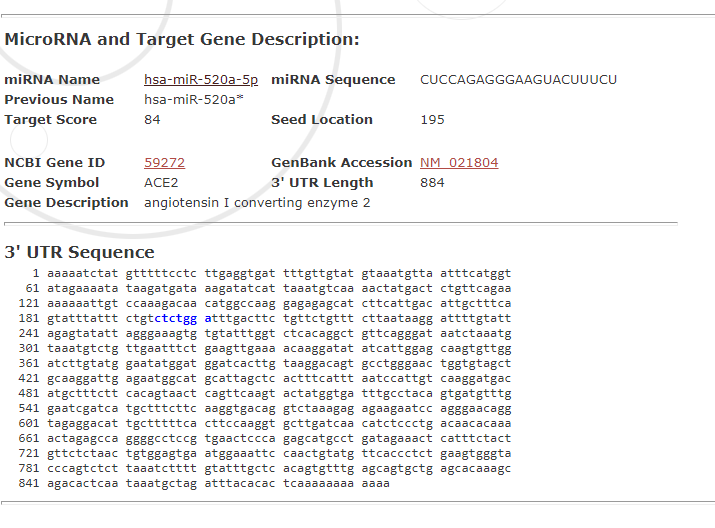 MicroRNA and Target Gene Description:
miRNA Name hsa-miR-520a-5p miRNA Sequence CUCCAGAGGGAAGUACUUUCU
Previous Name hsa-miR-520a*
Target Score 84 Seed Location 195
NCBI Gene ID 59272 GenBank Accession NM_021804
Gene Symbol ACE2 3' UTR Length 884
Gene Description angiotensin I converting enzyme 2
3' UTR Sequence
1 aaaaatctat gtttttcctc ttgaggtgat tttgttgtat gtaaatgtta atttcatggt
61 atagaaaata taagatgata aagatatcat taaatgtcaa aactatgact ctgttcagaa
121 aaaaaattgt ccaaagacaa catggccaag gagagagcat cttcattgac attgctttca
181 gtatttattt ctgtctctgg atttgacttc tgttctgttt cttaataagg attttgtatt
241 agagtatatt agggaaagtg tgtatttggt ctcacaggct gttcagggat aatctaaatg
301 taaatgtctg ttgaatttct gaagttgaaa acaaggatat atcattggag caagtgttgg
361 atcttgtatg gaatatggat ggatcacttg taaggacagt gcctgggaac tggtgtagct
421 gcaaggattg agaatggcat gcattagctc actttcattt aatccattgt caaggatgac
481 atgctttctt cacagtaact cagttcaagt actatggtga tttgcctacag gtgatgtttg
541 gaatcgatca tgctttcttc aaggtgacag gtctaaagag agaagaatcc agggaacagg
601 tagaggacat tgctttttca cttccaaggt gcttgatcaa catctccctg acaacacaaa
661 actagagcca ggggcctccg tgaactccca gagcatgcct gatagaaact catttctact
721 gttctctaac tgtggagtga atggaaattc caactgtatg ttcaccctct gaagtgggta
781 cccagtctct taaatctttt gtatttgctc acagtgtttg agcagtgctg agcacaaagc
841 agacactcaa taaatgctag atttacacac tcaaaaaaaa aaaa